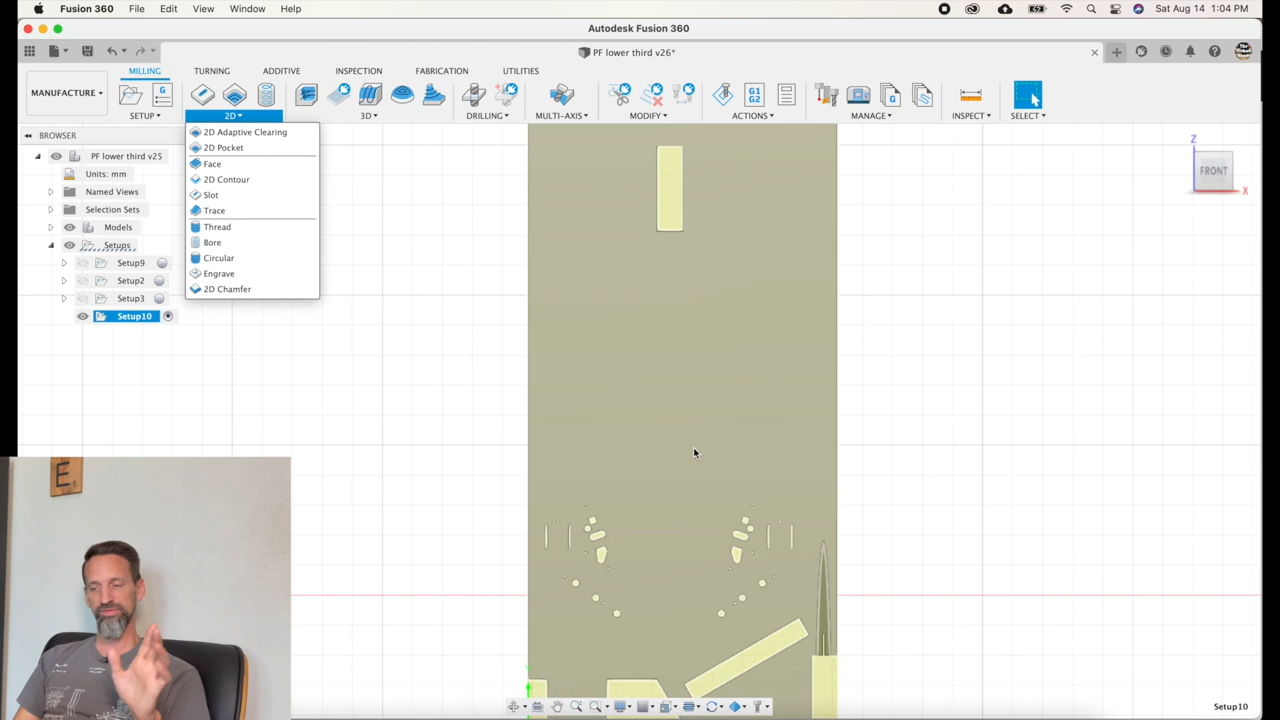 Fusion 360 File Edit View Window Help Sat Aug 14 1:04 PM
Autodesk Fusion 360
PF lower third v26*
MILLING TURNING ADDITIVE INSPECTION FABRICATION UTILITIES
MANUFACTURE
G
G1
G2
SETUP 2D 3D DRILLING MULTI-AXIS MODIFY ACTIONS MANAGE INSPECT SELECT
BROWSER
PF lower third v25
Units: mm
Named Views
Selection Sets
Models
Setups
Setup9
Setup2
Setup3
Setup10
2D Adaptive Clearing
2D Pocket
Face
2D Contour
Slot
Trace
Thread
Bore
Circular
Engrave
2D Chamfer
Z
FRONT
X
E
Setup10